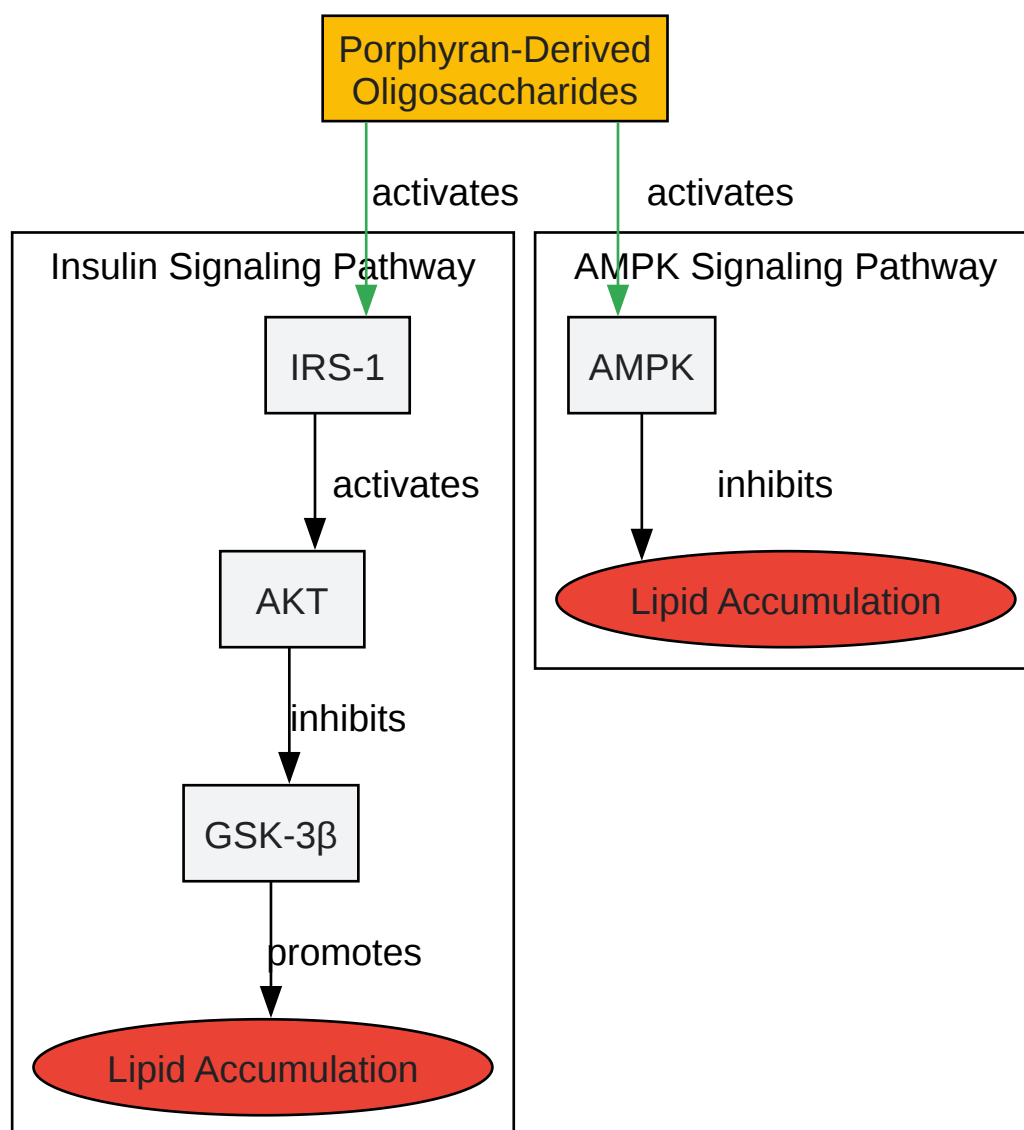 Porphyran-Derived
Oligosaccharides
activates
activates
Insulin Signaling Pathway
AMPK Signaling Pathway
IRS-1
AMPK
activates
inhibits
AKT
Lipid Accumulation
inhibits
GSK-3β
promotes
Lipid Accumulation